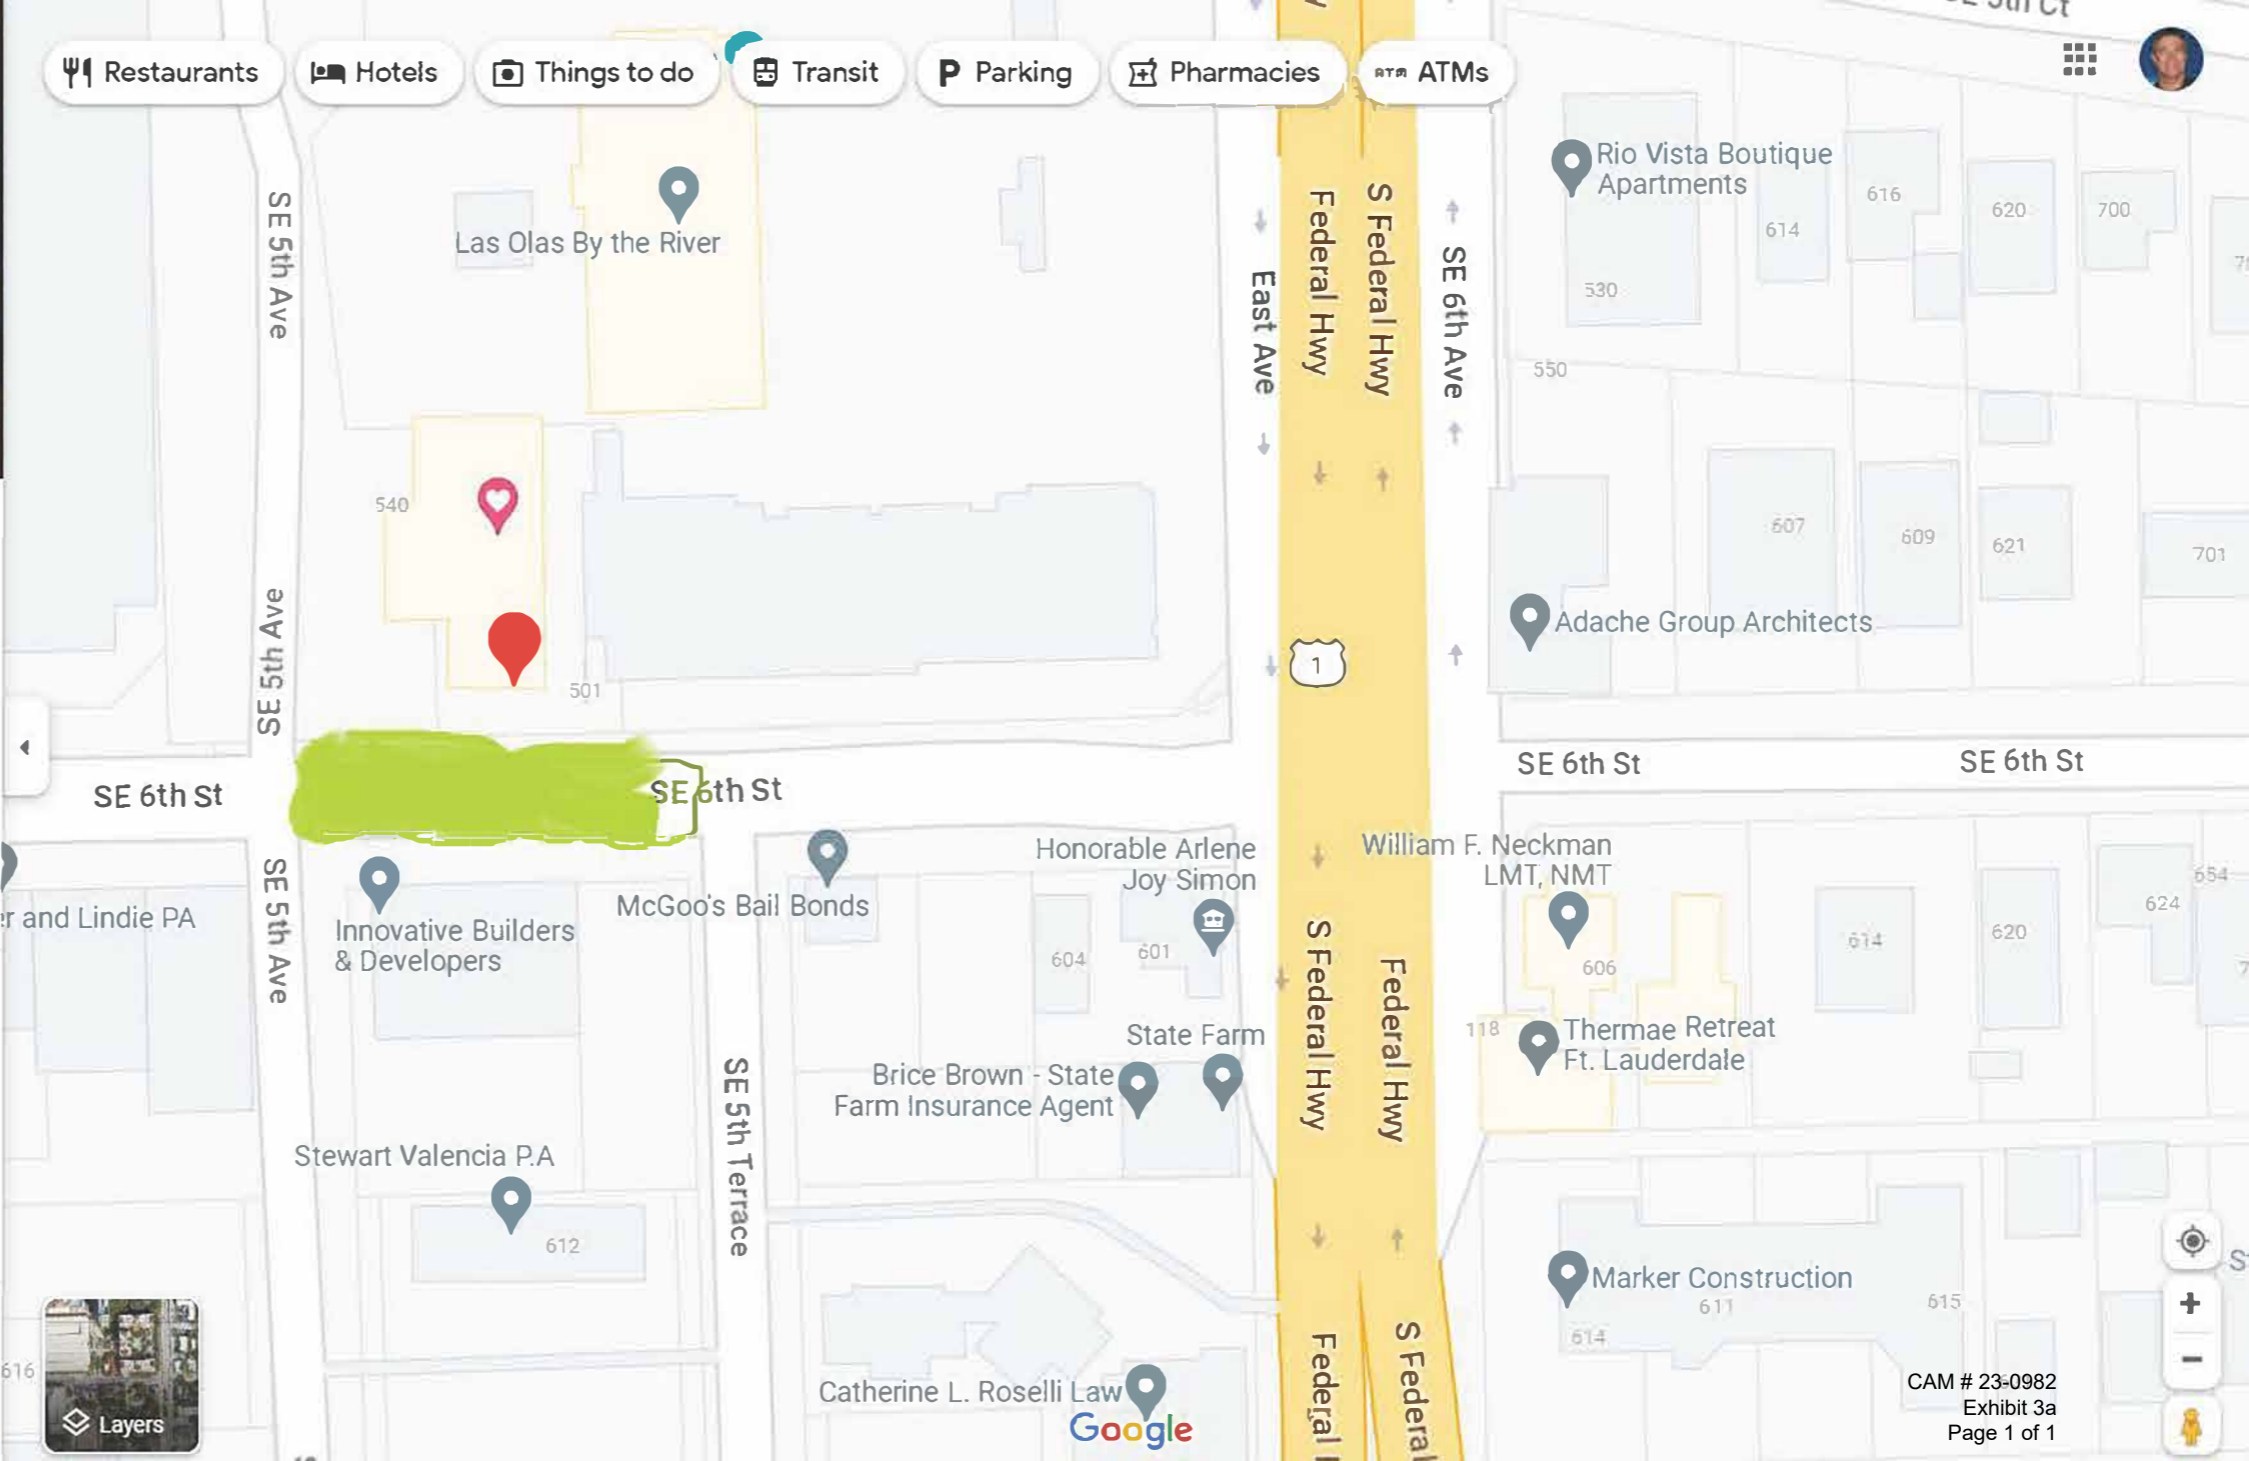 Restaurants
Hotels
Things to do
Transit
P Parking
Pharmacies
ATM ATMs
Rio Vista Boutique
Apartments
616
620
700
614
530
550
SE 5th Ave
Las Olas By the River
East Ave
Federal Hwy
S Federal Hwy
SE 6th Ave
540
607
609
621
701
SE 5th Ave
501
1
Adache Group Architects
SE 6th St
SE 6th St
SE 6th St
SE 6th St
er and Lindie PA
SE 5th Ave
Innovative Builders
& Developers
McGoo's Bail Bonds
Honorable Arlene
Joy Simon
604
601
William F. Neckman
LMT, NMT
606
614
620
624
654
S Federal Hwy
Federal Hwy
118
Thermae Retreat
Ft. Lauderdale
State Farm
Brice Brown - State
Farm Insurance Agent
SE 5th Terrace
Stewart Valencia P.A
612
Marker Construction
611
615
614
616
Layers
Catherine L. Roselli Law
Google
Federal
S Federal
CAM # 23-0982
Exhibit 3a
Page 1 of 1